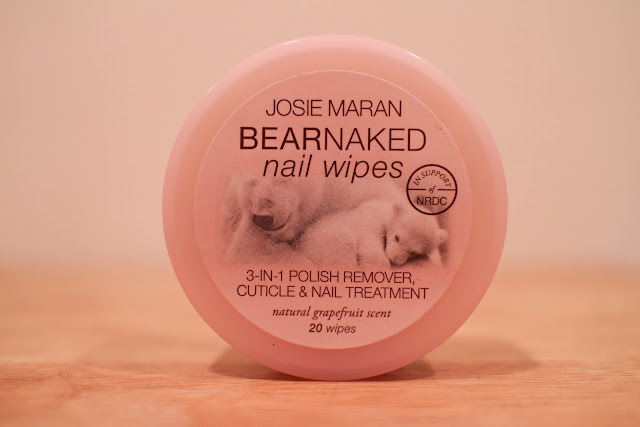 JOSIE MARAN
BEARNAKED
nail wipes
IN SUPPORT
of
NRDC
3-IN-1 POLISH REMOVER,
CUTICLE & NAIL TREATMENT
natural grapefruit scent
20 wipes